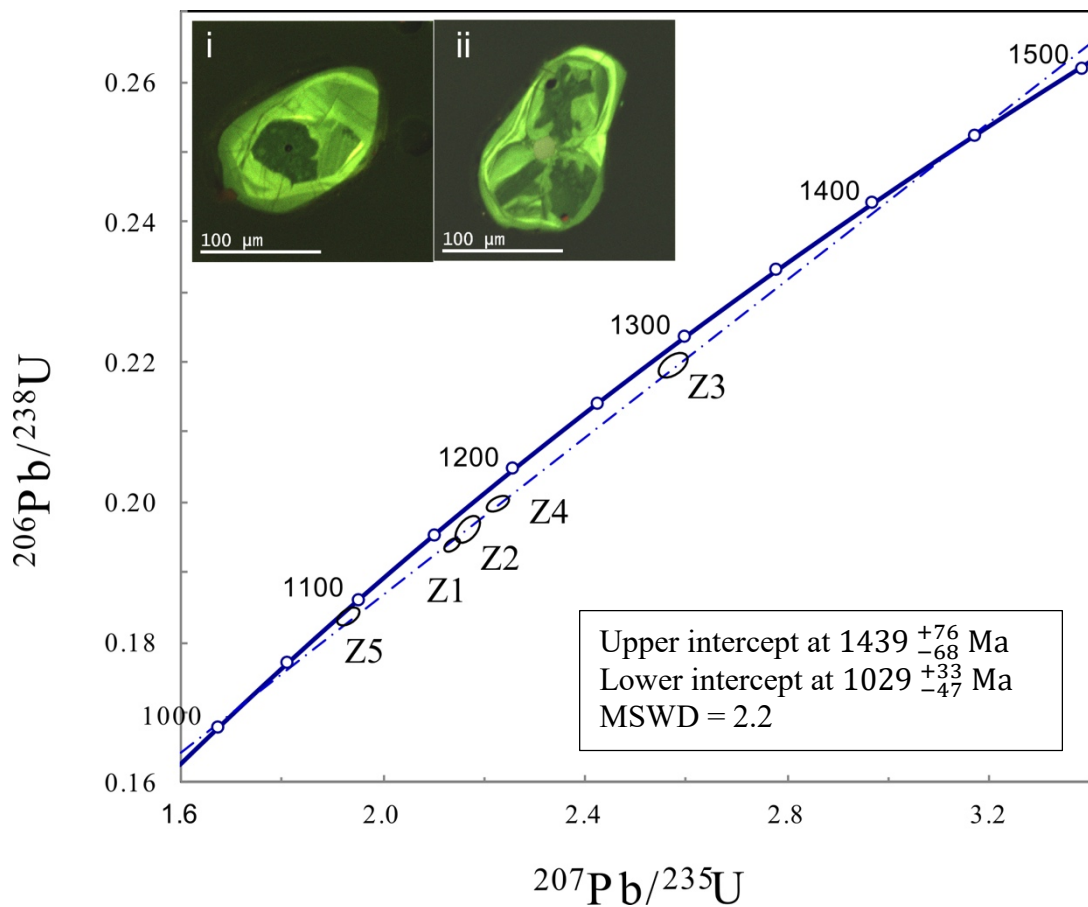 i
ii
100 µm
100 µm
0.26
0.24
0.22
0.20
0.18
0.16
²⁰⁶Pb/²³⁸U
1500
1400
1300
1200
1100
1000
Z3
Z4
Z2
Z1
Z5
Upper intercept at 1439 +76 −68 Ma
Lower intercept at 1029 +33 −47 Ma
MSWD = 2.2
1.6 2.0 2.4 2.8 3.2
²⁰⁷Pb/²³⁵U